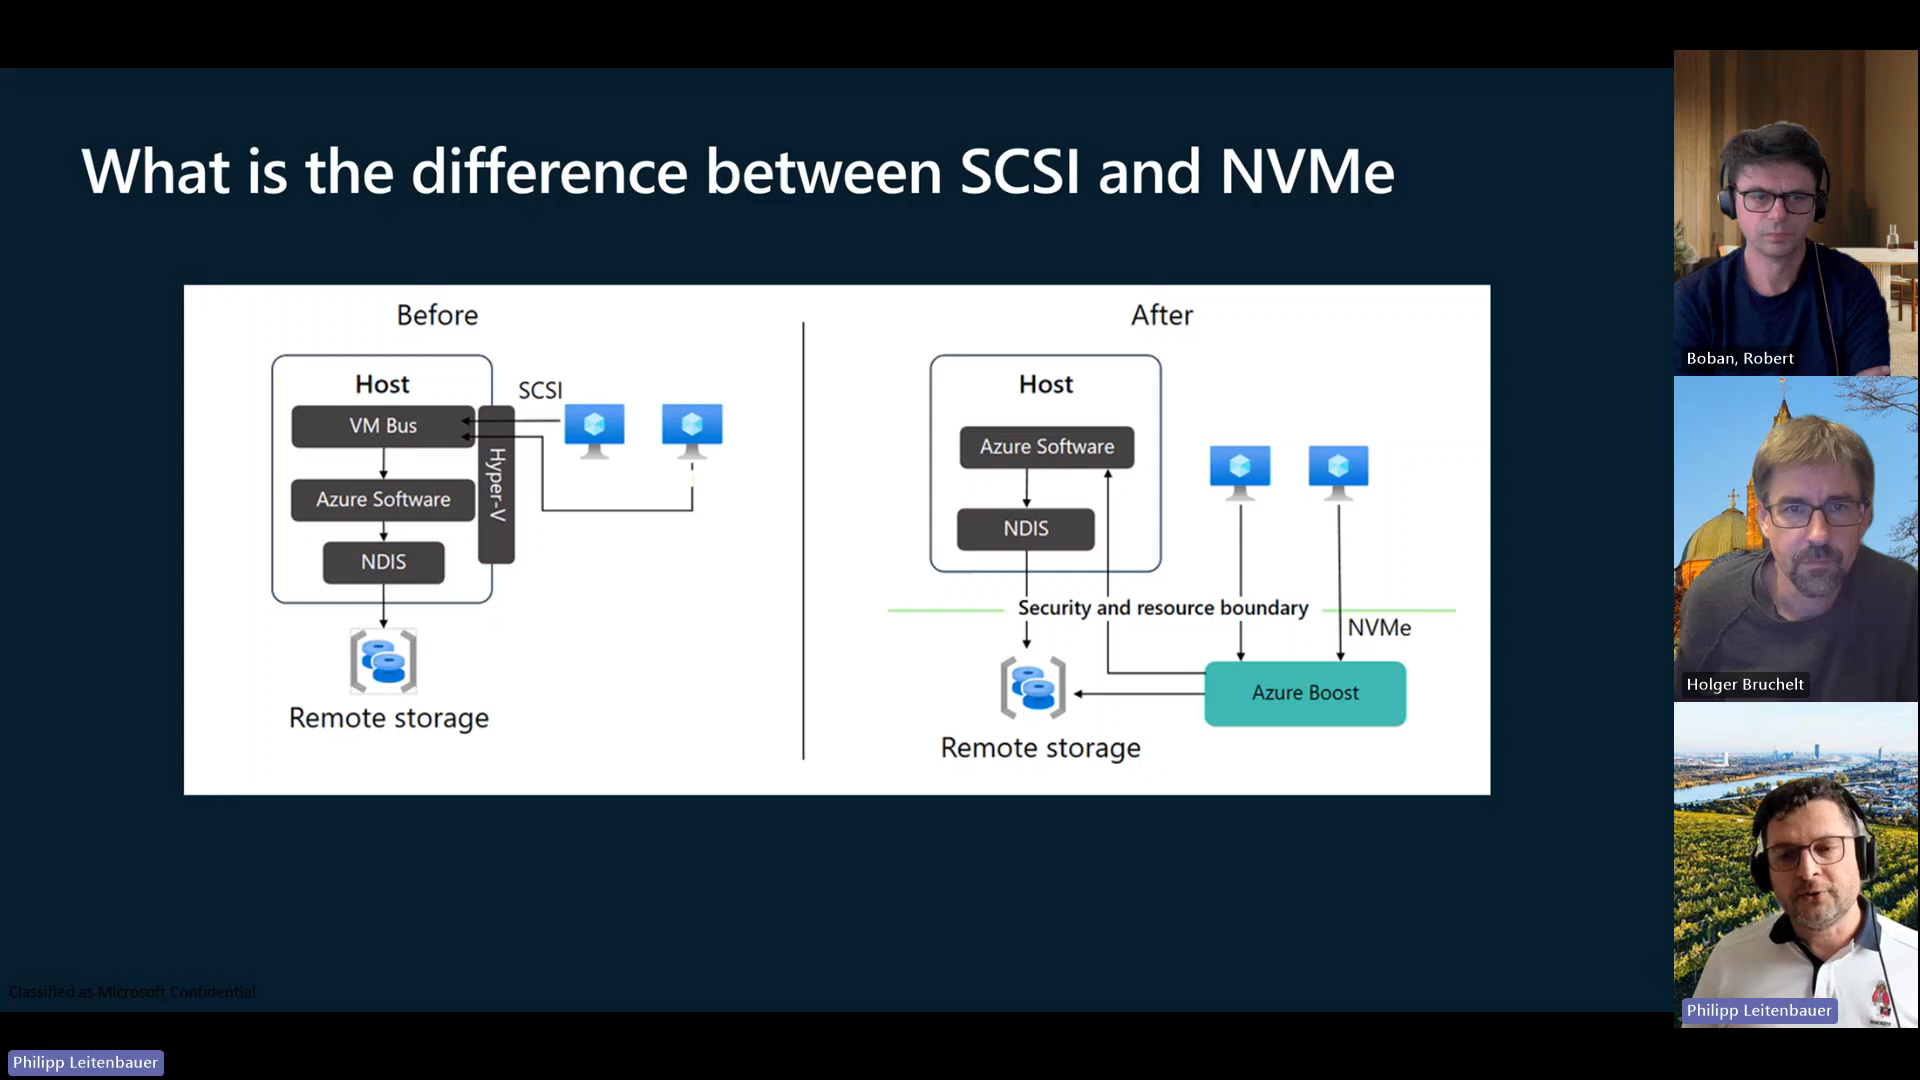 What is the difference between SCSI and NVMe
Before
Host
VM Bus
Azure Software
NDIS
Hyper-V
SCSI
Remote storage
After
Host
Azure Software
NDIS
Security and resource boundary
NVMe
Azure Boost
Remote storage
Classified as Microsoft Confidential
Philipp Leitenbauer
Boban, Robert
Holger Bruchelt
Philipp Leitenbauer